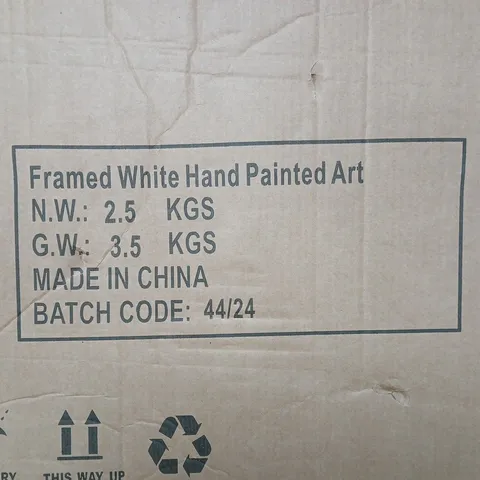 Framed White Hand Painted Art
N.W.: 2.5 KGS
G.W.: 3.5 KGS
MADE IN CHINA
BATCH CODE: 44/24
RY THIS WAY UP